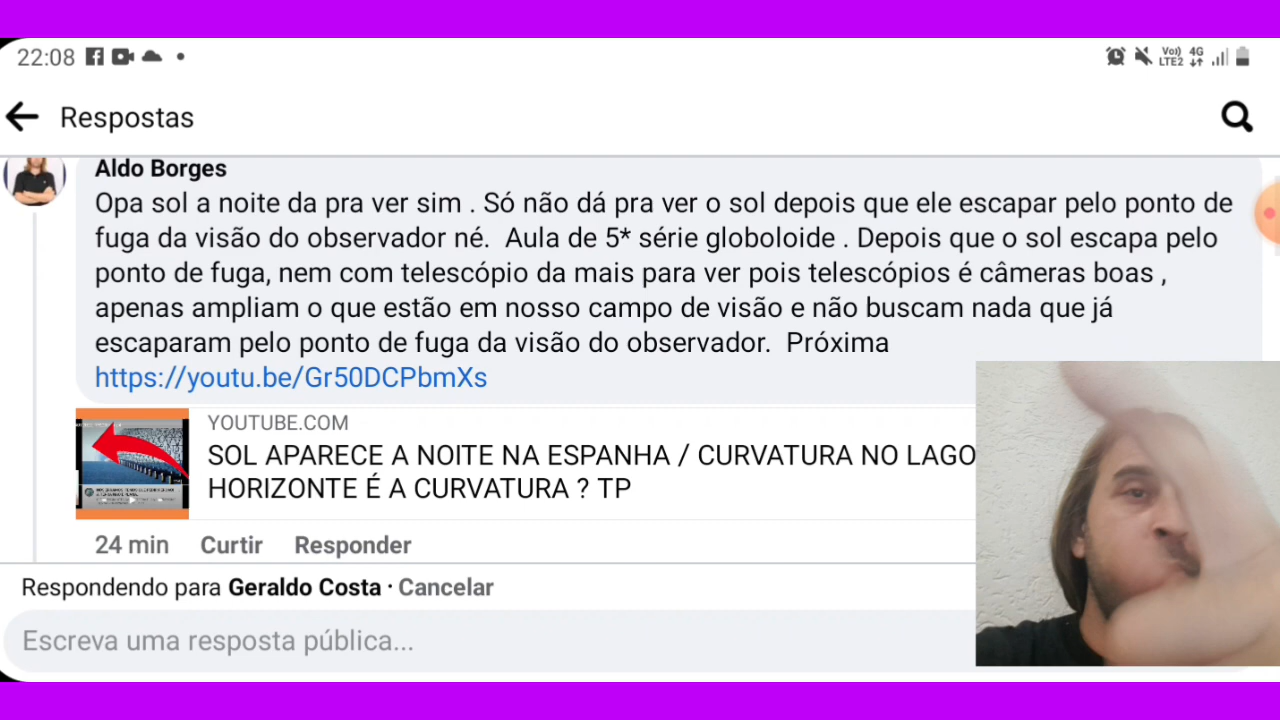 22:08
Vo)) 4G
LTE2
Respostas
Aldo Borges
Opa sol a noite da pra ver sim . Só não dá pra ver o sol depois que ele escapar pelo ponto de
fuga da visão do observador né.  Aula de 5* série globoloide . Depois que o sol escapa pelo
ponto de fuga, nem com telescópio da mais para ver pois telescópios é câmeras boas ,
apenas ampliam o que estão em nosso campo de visão e não buscam nada que já
escaparam pelo ponto de fuga da visão do observador.  Próxima
https://youtu.be/Gr50DCPbmXs
YOUTUBE.COM
SOL APARECE A NOITE NA ESPANHA / CURVATURA NO LAGO
HORIZONTE É A CURVATURA ? TP
24 min Curtir Responder
Respondendo para Geraldo Costa · Cancelar
Escreva uma resposta pública...